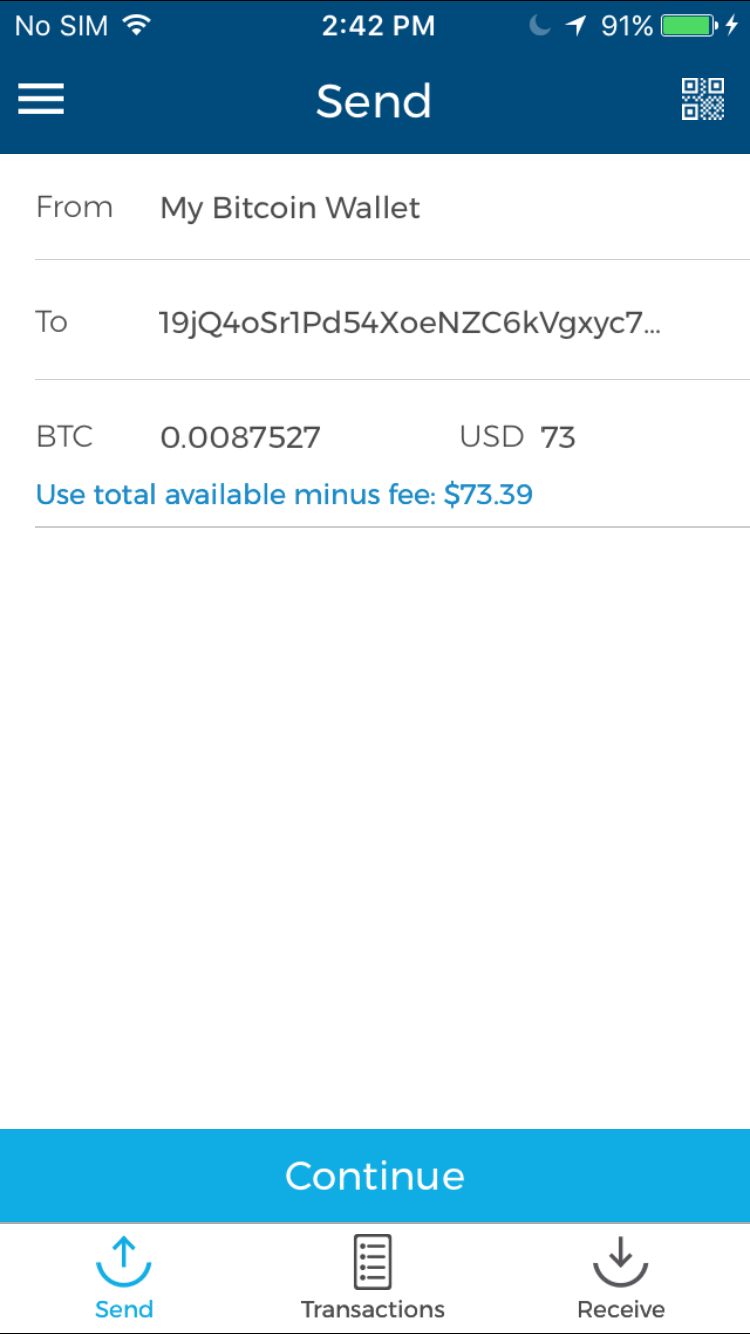 No SIM 2:42 PM 91%
Send
From My Bitcoin Wallet
To 19jQ4oSr1Pd54XoeNZC6kVgxyc7...
BTC 0.0087527 USD 73
Use total available minus fee: $73.39
Continue
Send Transactions Receive